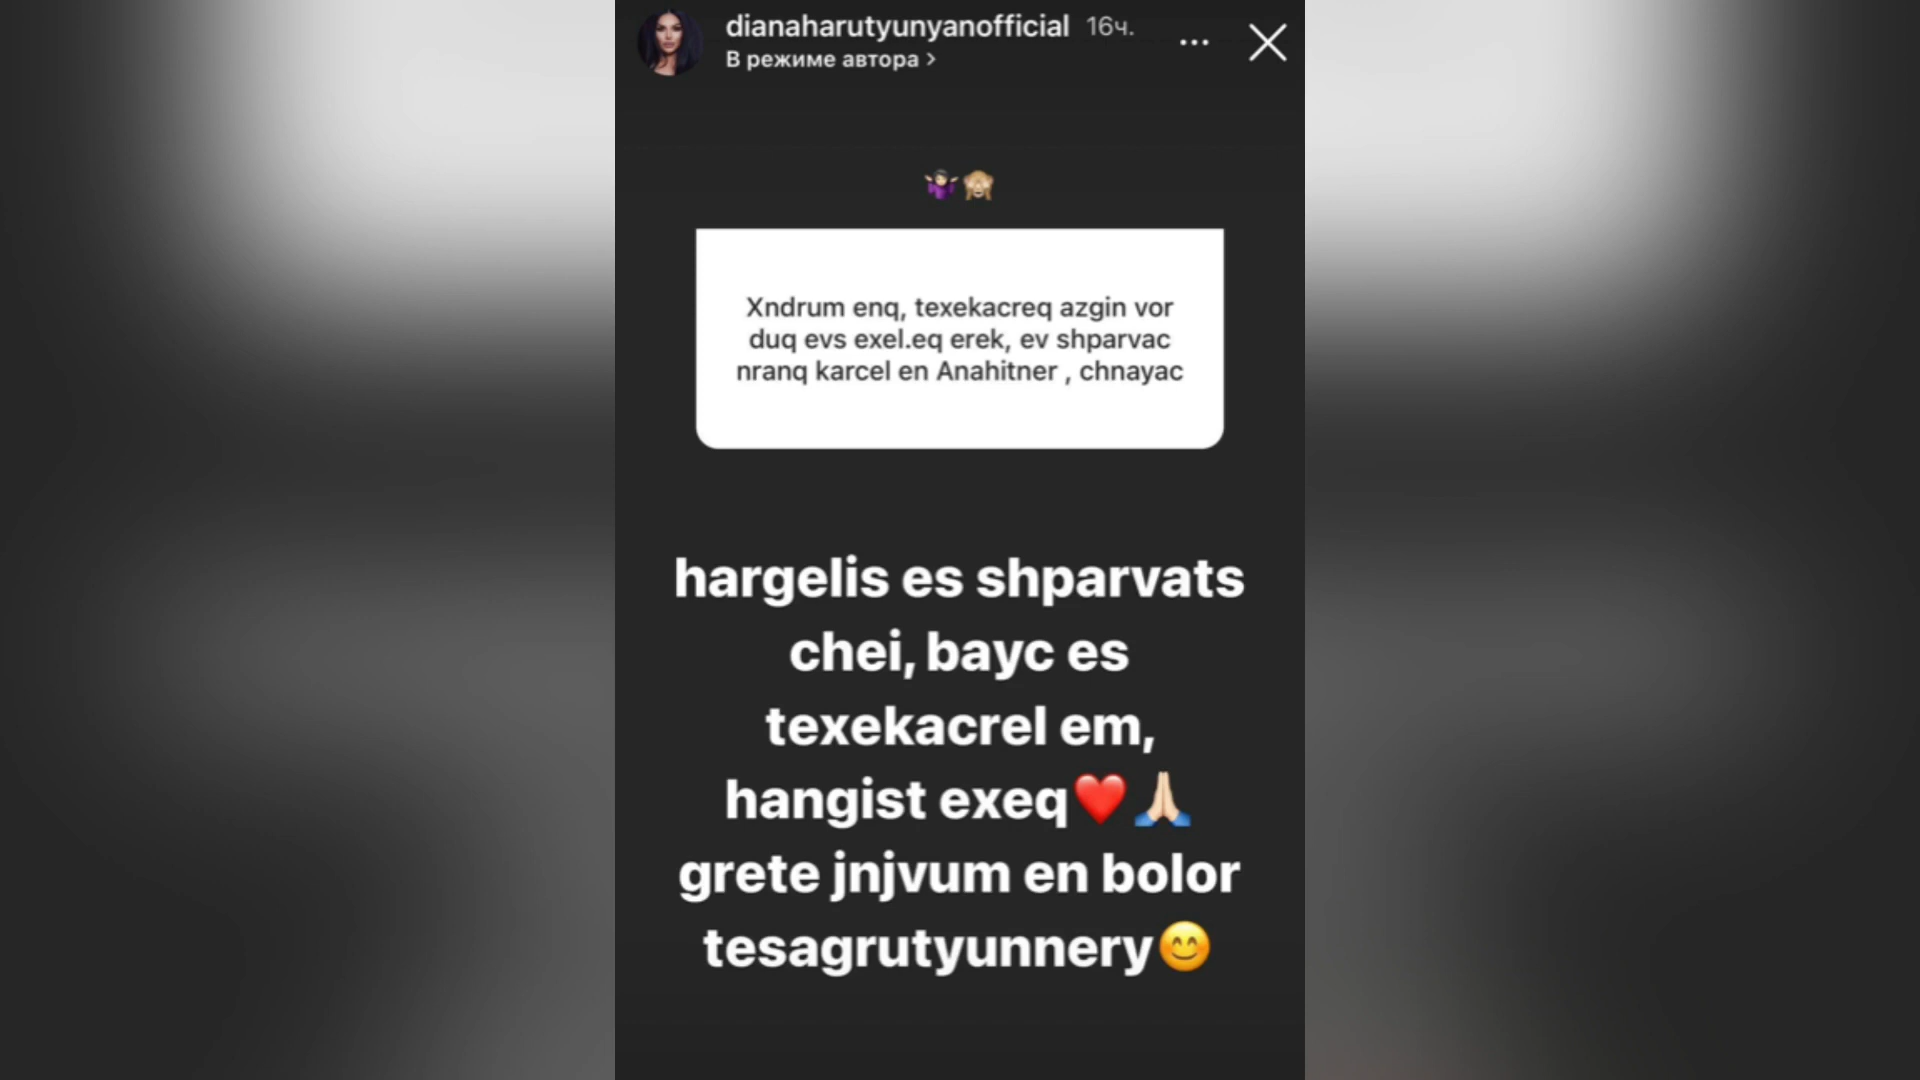 dianaharutyunyanofficial 16ч.
В режиме автора >
🤷🏻‍♀️🙈
Xndrum enq, texekacreq azgin vor
duq evs exel.eq erek, ev shparvac
nranq karcel en Anahitner , chnayac
hargelis es shparvats
chei, bayc es
texekacrel em,
hangist exeq❤️🙏🏻
grete jnjvum en bolor
tesagrutyunnery😊